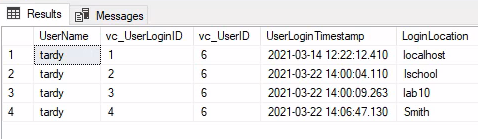 Results Messages
UserName vc_UserLoginID vc_UserID UserLoginTimestamp LoginLocation
1 tardy 1 6 2021-03-14 12:22:12.410 localhost
2 tardy 2 6 2021-03-22 14:00:04.110 Ischool
3 tardy 3 6 2021-03-22 14:00:09.263 lab10
4 tardy 4 6 2021-03-22 14:06:47.130 Smith